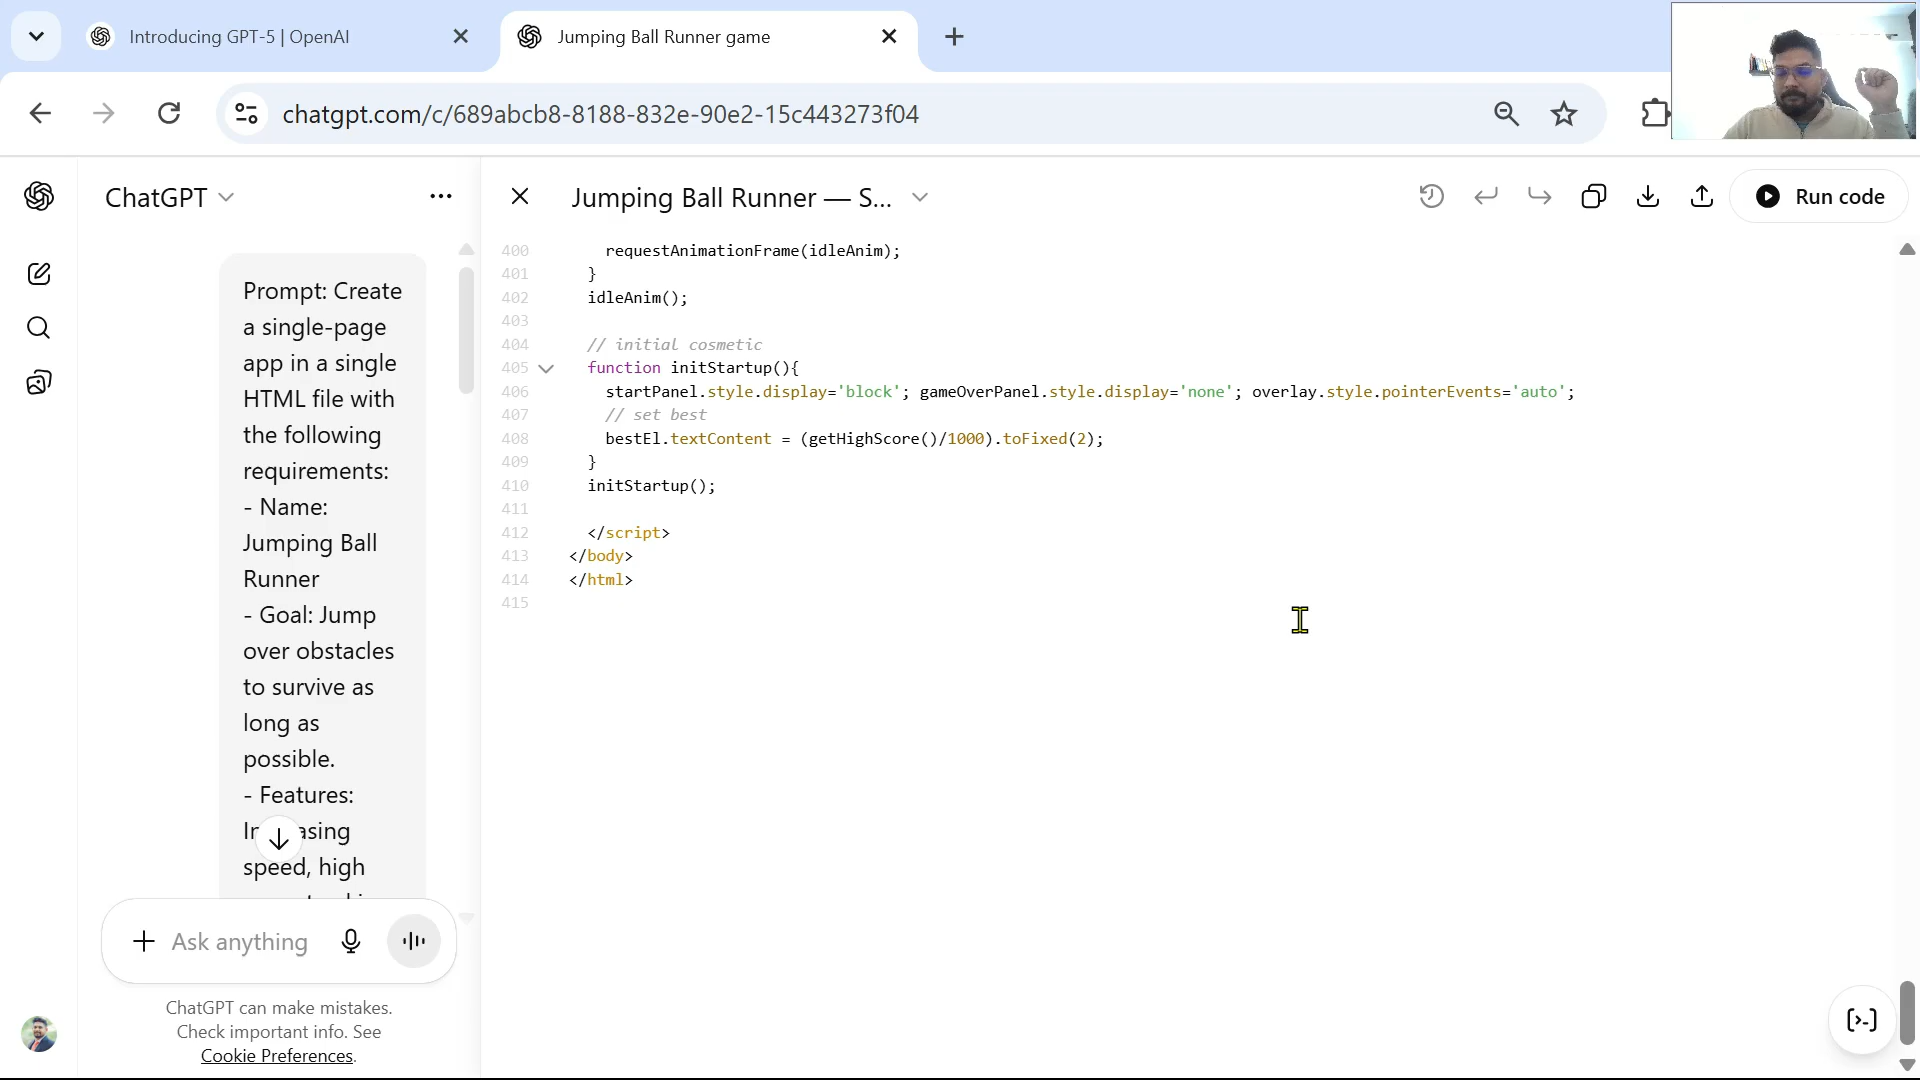 Introducing GPT-5 | OpenAI
Jumping Ball Runner game
chatgpt.com/c/689abcb8-8188-832e-90e2-15c443273f04
ChatGPT
Jumping Ball Runner — S...
Run code
Prompt: Create
a single-page
app in a single
HTML file with
the following
requirements:
- Name:
Jumping Ball
Runner
- Goal: Jump
over obstacles
to survive as
long as
possible.
- Features:
speed, high
Ask anything
ChatGPT can make mistakes.
Check important info. See
Cookie Preferences.
400 requestAnimationFrame(idleAnim);
401 }
402 idleAnim();
403
404 // initial cosmetic
405 function initStartup(){
406 startPanel.style.display='block'; gameOverPanel.style.display='none'; overlay.style.pointerEvents='auto';
407 // set best
408 bestEl.textContent = (getHighScore()/1000).toFixed(2);
409 }
410 initStartup();
411
412 </script>
413 </body>
414 </html>
415